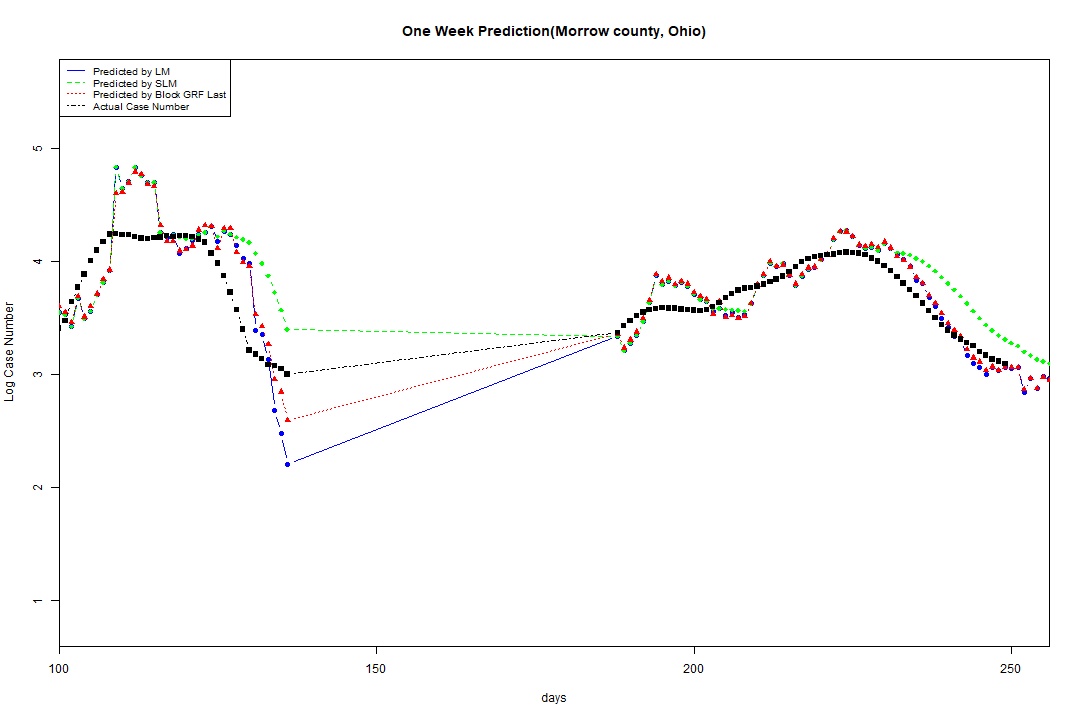 One Week Prediction(Morrow county, Ohio)
Predicted by LM
Predicted by SLM
Predicted by Block GRF Last
Actual Case Number
5
4
3
2
1
Log Case Number
100 150 200 250
days